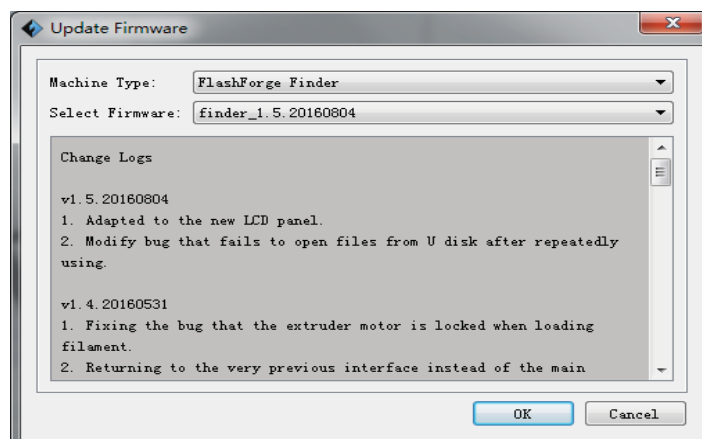 Update Firmware
Machine Type: FlashForge Finder
Select Firmware: finder_1.5.20160804
Change Logs
v1.5.20160804
1. Adapted to the new LCD panel.
2. Modify bug that fails to open files from U disk after repeatedly
using.
v1.4.20160531
1. Fixing the bug that the extruder motor is locked when loading
filament.
2. Returning to the very previous interface instead of the main
OK Cancel